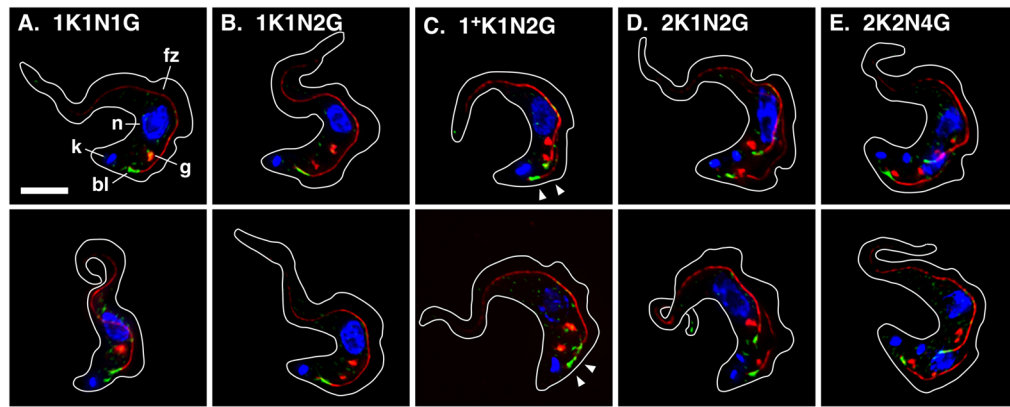 A. 1K1N1G
B. 1K1N2G
C. 1⁺K1N2G
D. 2K1N2G
E. 2K2N4G
fz
n
k
g
bl